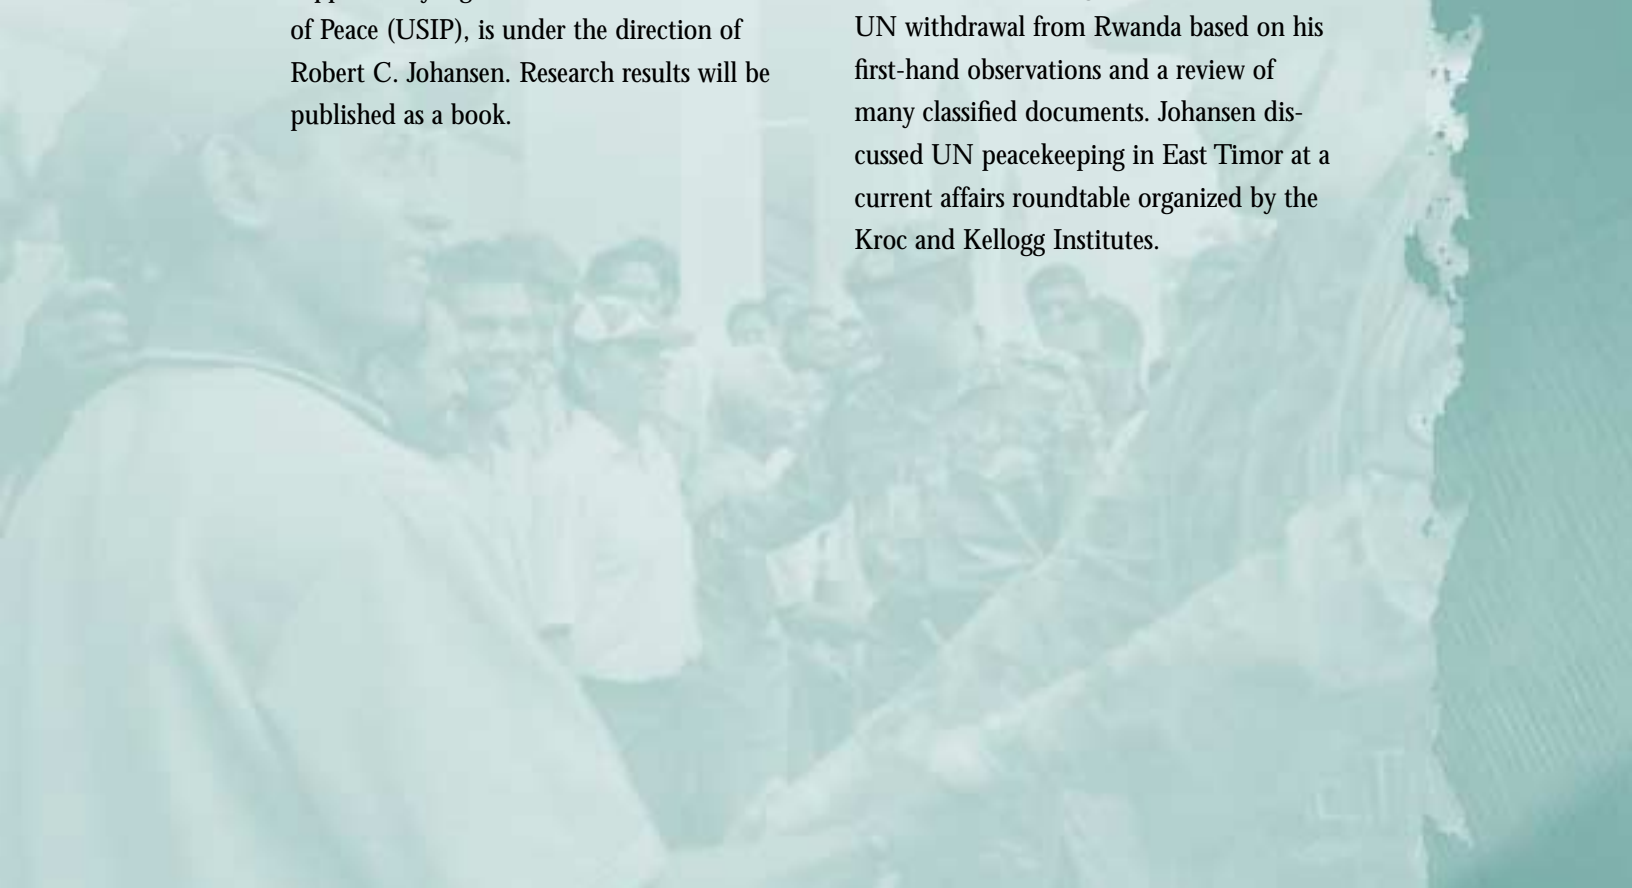 of Peace (USIP), is under the direction of
Robert C. Johansen. Research results will be
published as a book.
UN withdrawal from Rwanda based on his
first-hand observations and a review of
many classified documents. Johansen dis-
cussed UN peacekeeping in East Timor at a
current affairs roundtable organized by the
Kroc and Kellogg Institutes.